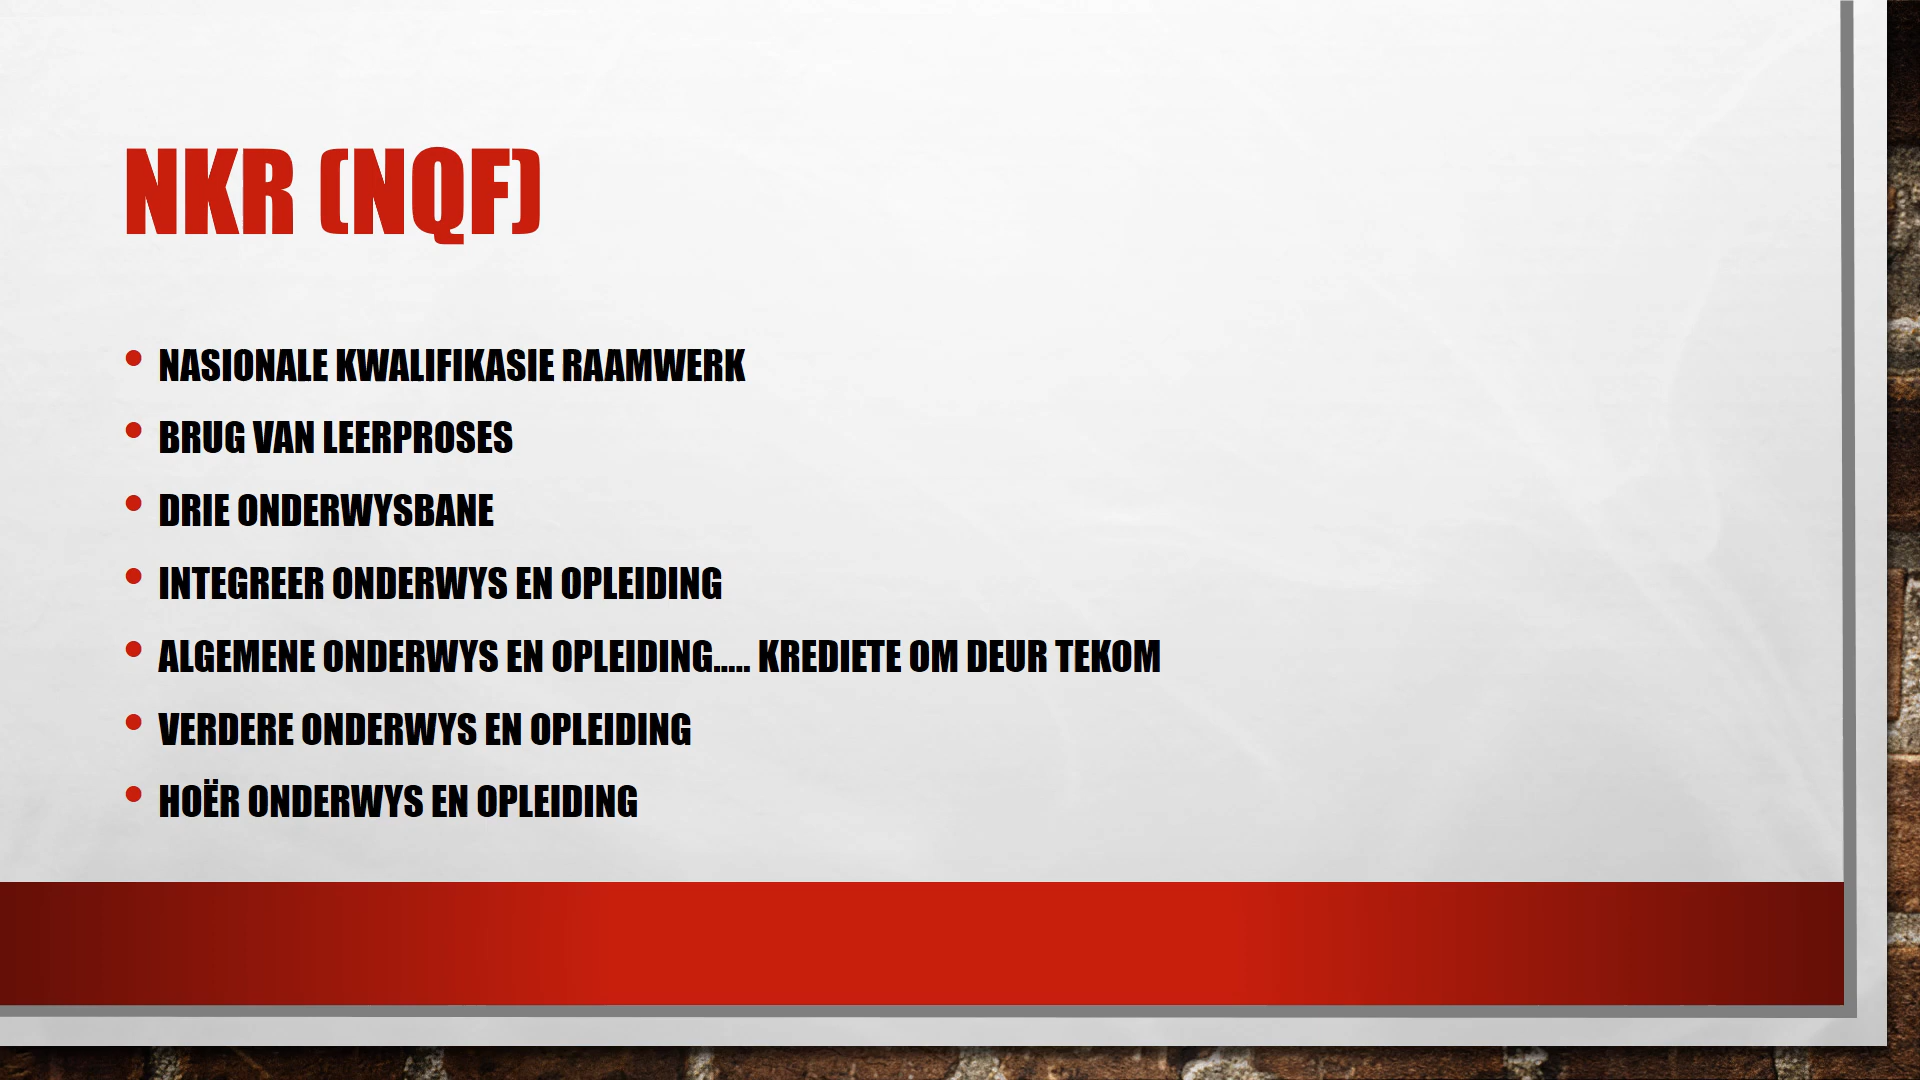 NKR (NQF)
• NASIONALE KWALIFIKASIE RAAMWERK
• BRUG VAN LEERPROSES
• DRIE ONDERWYSBANE
• INTEGREER ONDERWYS EN OPLEIDING
• ALGEMENE ONDERWYS EN OPLEIDING..... KREDIETE OM DEUR TEKOM
• VERDERE ONDERWYS EN OPLEIDING
• HOËR ONDERWYS EN OPLEIDING